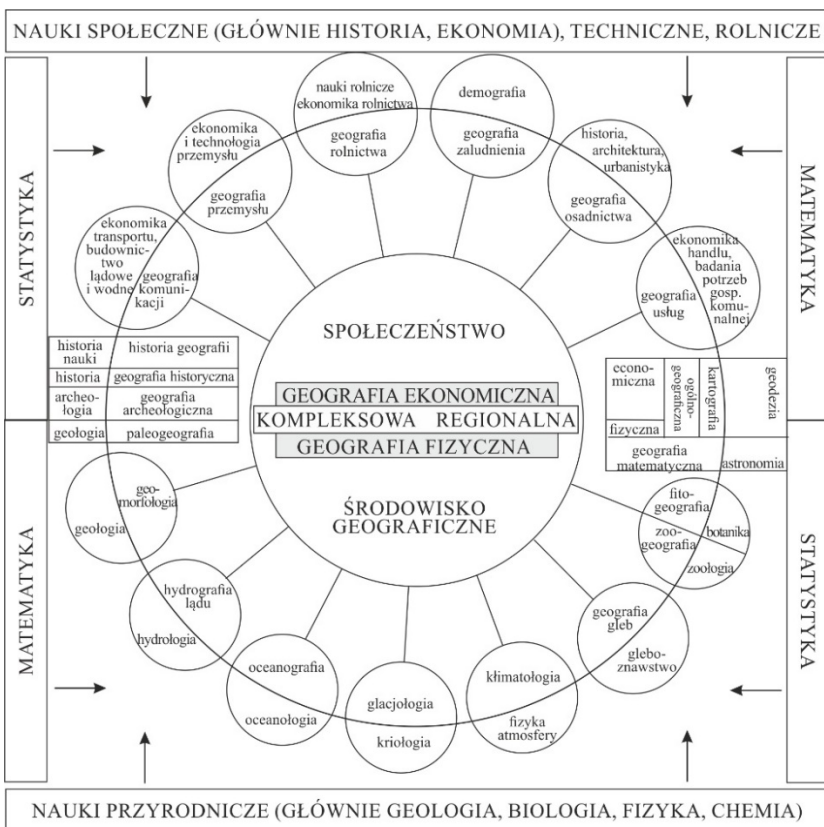 NAUKI SPOŁECZNE (GŁÓWNIE HISTORIA, EKONOMIA), TECHNICZNE, ROLNICZE
STATYSTYKA
MATEMATYKA
nauki rolnicze
ekonomika rolnictwa
geografia
rolnictwa
demografia
geografia
zaludnienia
ekonomika
i technologia
przemysłu
geografia
przemysłu
historia,
architektura,
urbanistyka
geografia
osadnictwa
ekonomika
transportu,
budownic-
two
lądowe
i wodne
geografia
komuni-
kacji
ekonomika
handlu,
badania
potrzeb
gosp.
komu-
nalnej
geografia
usług
SPOŁECZEŃSTWO
historia
nauki
historia geografii
historia
geografia historyczna
archeo-
logia
geografia
archeologiczna
geologia
paleogeografia
GEOGRAFIA EKONOMICZNA
KOMPLEKSOWA REGIONALNA
GEOGRAFIA FIZYCZNA
econo-
miczna
fizyczna
ogólno-
geograficzna
kartografia
geodezja
geografia
matematyczna
astronomia
ŚRODOWISKO
GEOGRAFICZNE
MATEMATYKA
STATYSTYKA
geo-
morfologia
geologia
fito-
geografia
botanika
zoo-
geografia
zoologia
hydrografia
lądu
hydrologia
geografia
gleb
glebo-
znawstwo
oceanografia
oceanologia
glacjologia
kriologia
kłimatologia
fizyka
atmosfery
NAUKI PRZYRODNICZE (GŁÓWNIE GEOLOGIA, BIOLOGIA, FIZYKA, CHEMIA)